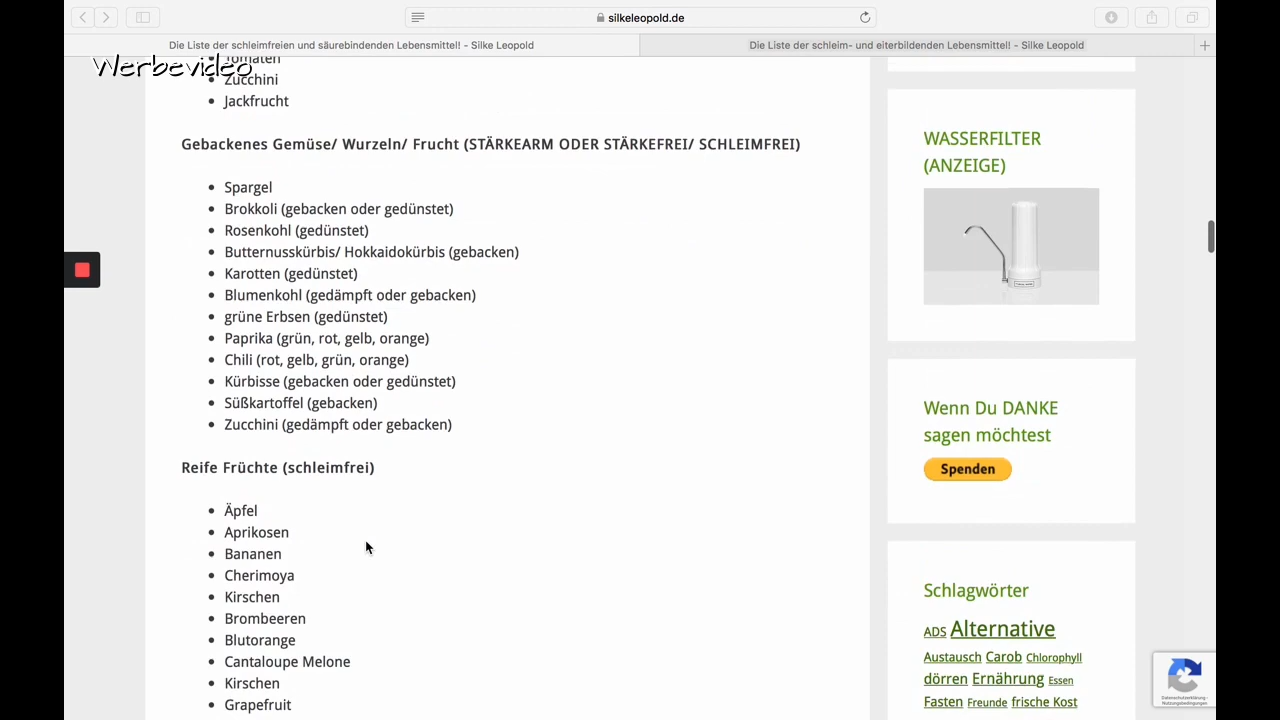 silkeleopold.de
Die Liste der schleimfreien und säurebindenden Lebensmittel! - Silke Leopold
Die Liste der schleim- und eiterbildenden Lebensmittel! - Silke Leopold
Werbevideo
Tomaten
Zucchini
Jackfrucht
Gebackenes Gemüse/ Wurzeln/ Frucht (STÄRKEARM ODER STÄRKEFREI/ SCHLEIMFREI)
Spargel
Brokkoli (gebacken oder gedünstet)
Rosenkohl (gedünstet)
Butternusskürbis/ Hokkaidokürbis (gebacken)
Karotten (gedünstet)
Blumenkohl (gedämpft oder gebacken)
grüne Erbsen (gedünstet)
Paprika (grün, rot, gelb, orange)
Chili (rot, gelb, grün, orange)
Kürbisse (gebacken oder gedünstet)
Süßkartoffel (gebacken)
Zucchini (gedämpft oder gebacken)
Reife Früchte (schleimfrei)
Äpfel
Aprikosen
Bananen
Cherimoya
Kirschen
Brombeeren
Blutorange
Cantaloupe Melone
Kirschen
Grapefruit
WASSERFILTER
(ANZEIGE)
Wenn Du DANKE
sagen möchtest
Spenden
Schlagwörter
ADS Alternative
Austausch Carob Chlorophyll
dörren Ernährung Essen
Fasten Freunde frische Kost
Datenschutzerklärung -
Nutzungsbedingungen